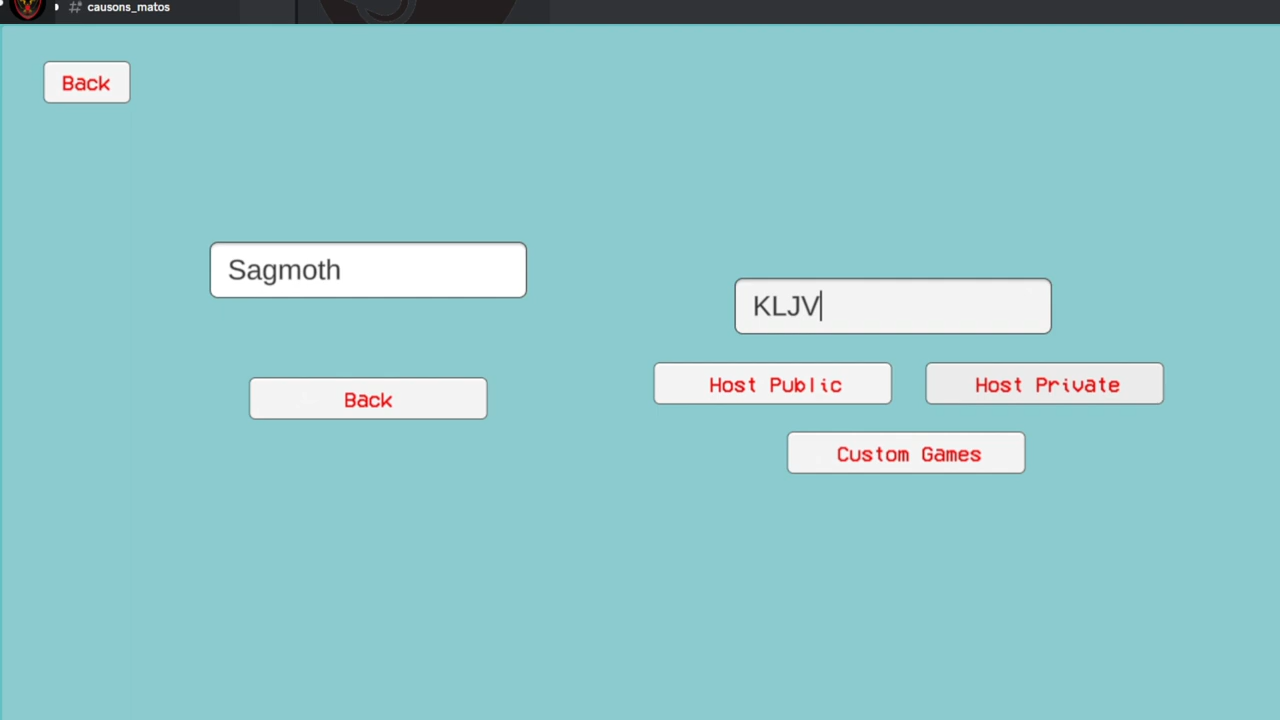 causons_matos
Back
Sagmoth
Back
KLJV
Host Public
Host Private
Custom Games